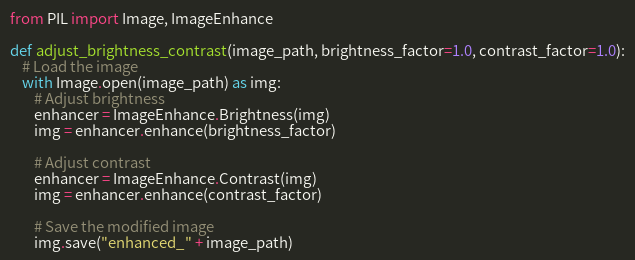 from PIL import Image, ImageEnhance

def adjust_brightness_contrast(image_path, brightness_factor=1.0, contrast_factor=1.0):
    # Load the image
    with Image.open(image_path) as img:
        # Adjust brightness
        enhancer = ImageEnhance.Brightness(img)
        img = enhancer.enhance(brightness_factor)

        # Adjust contrast
        enhancer = ImageEnhance.Contrast(img)
        img = enhancer.enhance(contrast_factor)

        # Save the modified image
        img.save("enhanced_" + image_path)